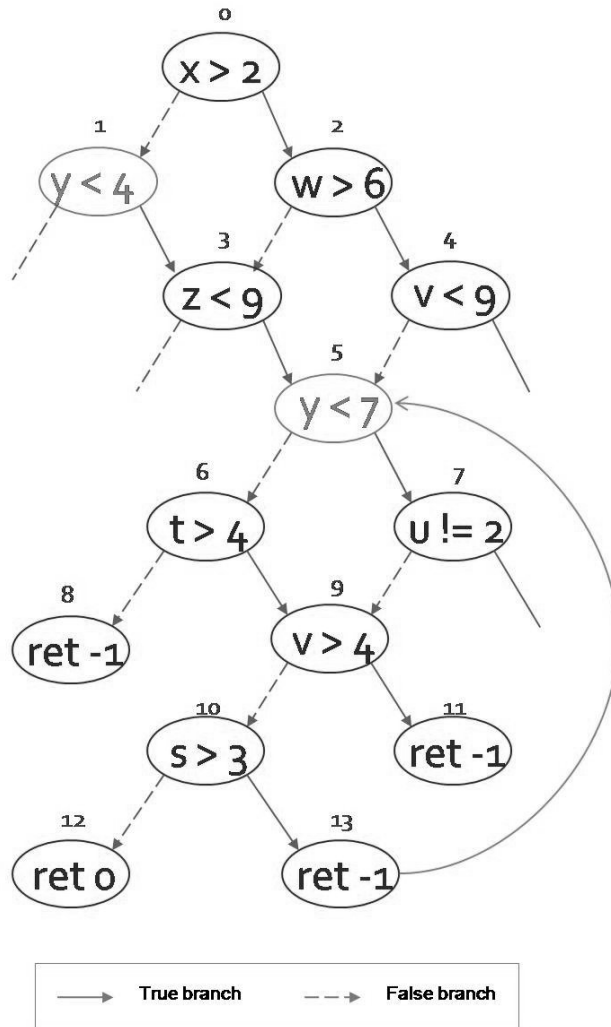 0
x > 2
1
2
y < 4
w > 6
3
4
z < 9
v < 9
5
y < 7
6
7
t > 4
u != 2
8
9
ret -1
v > 4
10
11
s > 3
ret -1
12
13
ret 0
ret -1
True branch
False branch